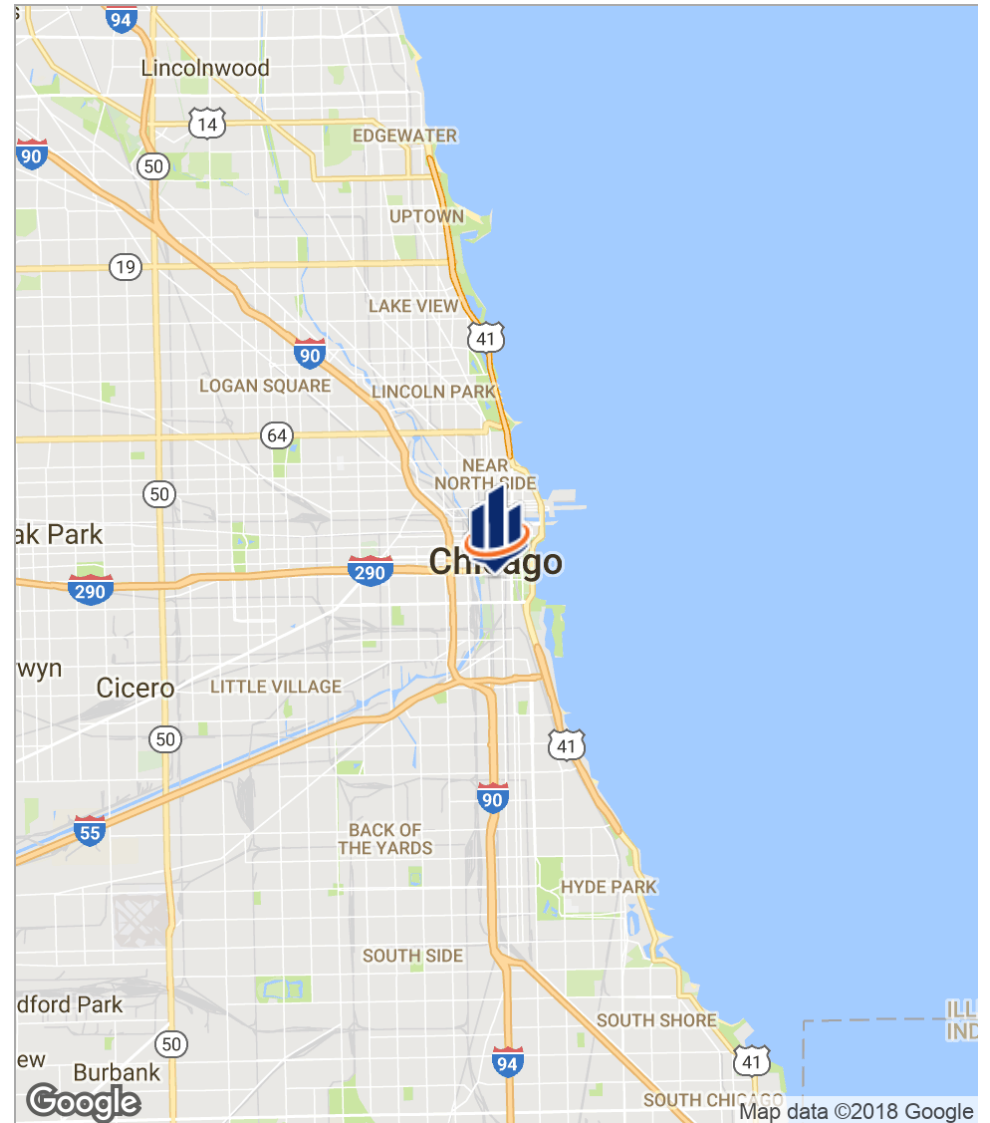 s
94
Lincolnwood
14
EDGEWATER
90
50
UPTOWN
19
LAKE VIEW
41
90
LOGAN SQUARE
LINCOLN PARK
64
NEAR
NORTH SIDE
50
ak Park
Chicago
290
290
wyn
Cicero
LITTLE VILLAGE
50
41
90
55
BACK OF
THE YARDS
HYDE PARK
SOUTH SIDE
dford Park
ILL
IND
SOUTH SHORE
50
ew
94
41
Burbank
SOUTH CHICAGO
Google
Map data ©2018 Google